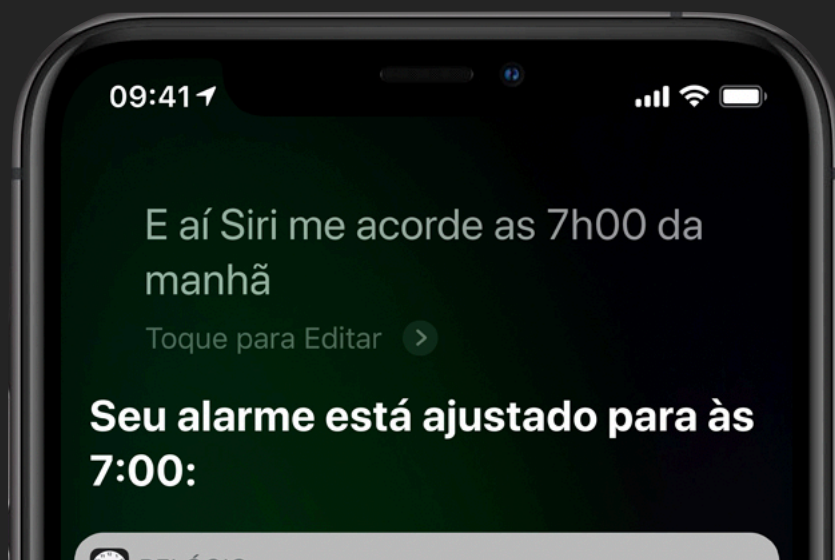 09:41
E aí Siri me acorde as 7h00 da
manhã
Toque para Editar
Seu alarme está ajustado para às
7:00: